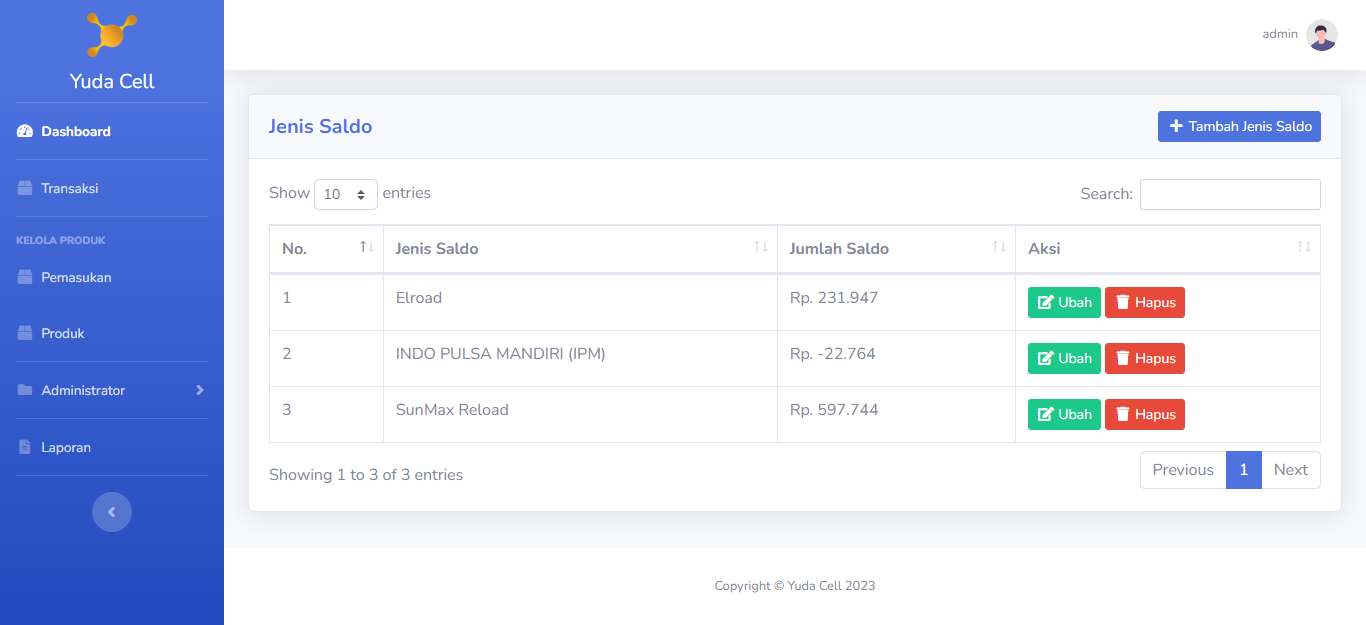 Yuda Cell
Dashboard
Transaksi
KELOLA PRODUK
Pemasukan
Produk
Administrator
Laporan
admin
Jenis Saldo
Tambah Jenis Saldo
Show 10 entries
Search:
No. Jenis Saldo Jumlah Saldo Aksi
1 Elroad Rp. 231.947 Ubah Hapus
2 INDO PULSA MANDIRI (IPM) Rp. -22.764 Ubah Hapus
3 SunMax Reload Rp. 597.744 Ubah Hapus
Showing 1 to 3 of 3 entries
Previous 1 Next
Copyright © Yuda Cell 2023